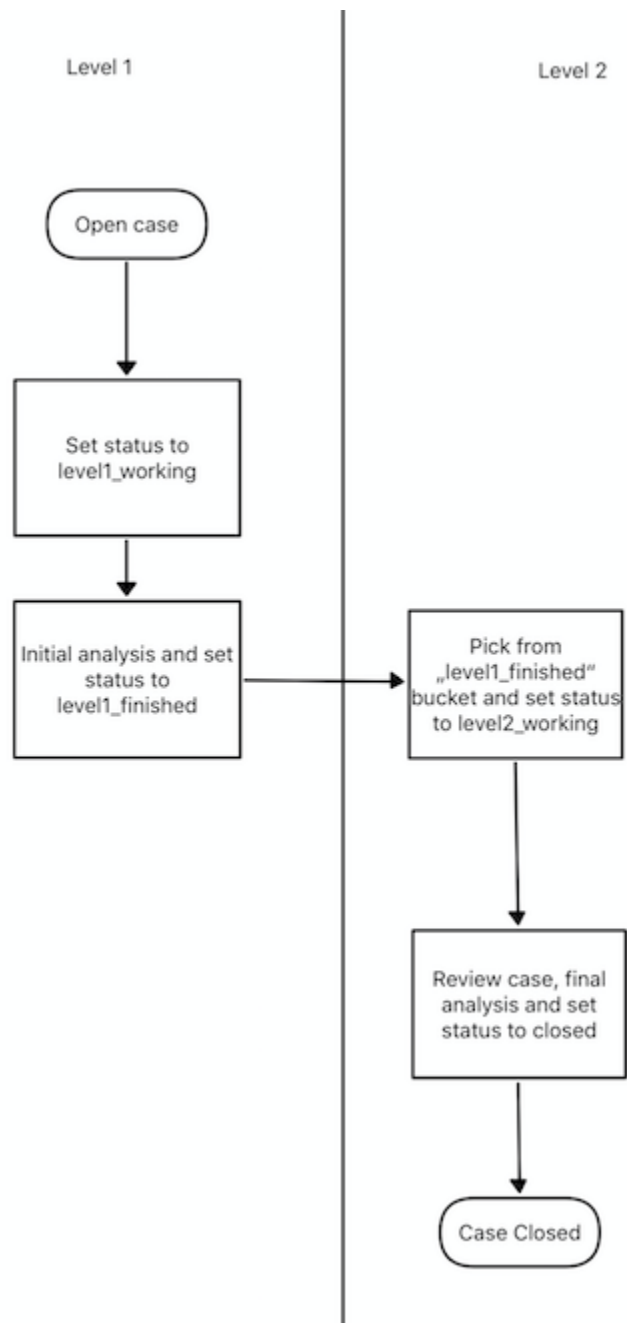 Level 1
Level 2
Open case
Set status to
level1_working
Initial analysis and set
status to
level1_finished
Pick from
„level1_finished“
bucket and set status
to level2_working
Review case, final
analysis and set
status to closed
Case Closed